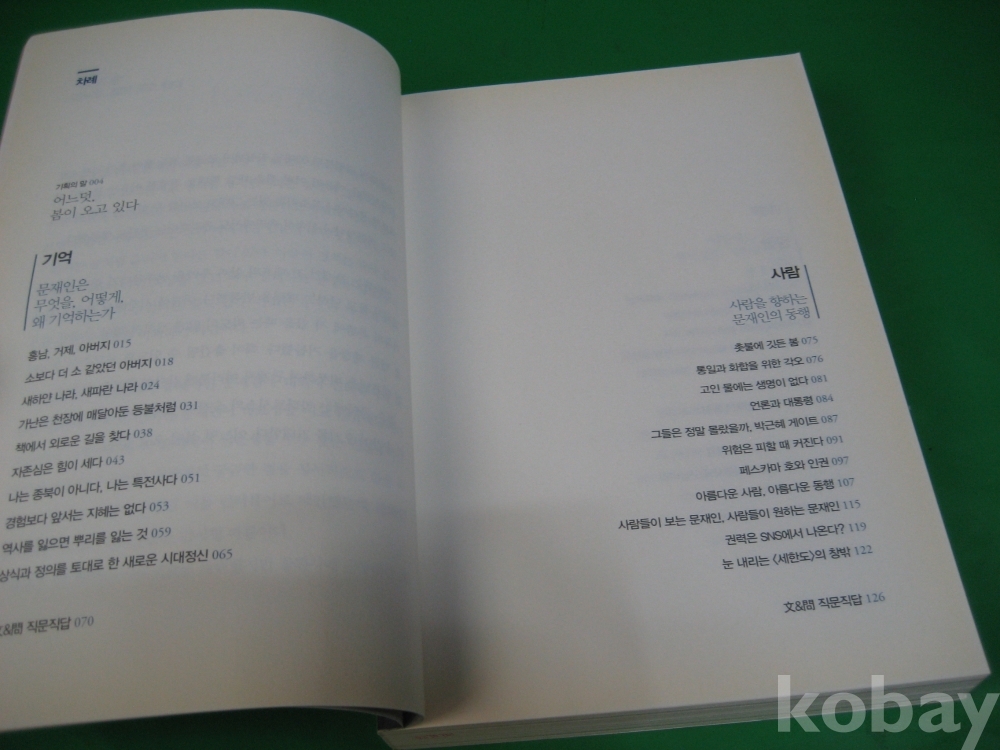 차례
기획의 말 004
어느덧,
봄이 오고 있다
기억
문재인은
무엇을, 어떻게,
왜 기억하는가
흥남, 거제, 아버지 015
소보다 더 소 같았던 아버지 018
새하얀 나라, 새파란 나라 024
가난은 천장에 매달아둔 등불처럼 031
책에서 외로운 길을 찾다 038
자존심은 힘이 세다 043
나는 종북이 아니다, 나는 특전사다 051
경험보다 앞서는 지혜는 없다 053
역사를 잃으면 뿌리를 잃는 것 059
상식과 정의를 토대로 한 새로운 시대정신 065
文&問 직문직답 070
사람
사람을 향하는
문재인의 동행
촛불에 깃든 봄 075
통일과 화합을 위한 각오 076
고인 물에는 생명이 없다 081
언론과 대통령 084
그들은 정말 몰랐을까, 박근혜 게이트 087
위험은 피할 때 커진다 091
페스카마 호와 인권 097
아름다운 사람, 아름다운 동행 107
사람들이 보는 문재인, 사람들이 원하는 문재인 115
권력은 SNS에서 나온다? 119
눈 내리는 〈세한도〉의 창밖 122
文&問 직문직답 126
kobay